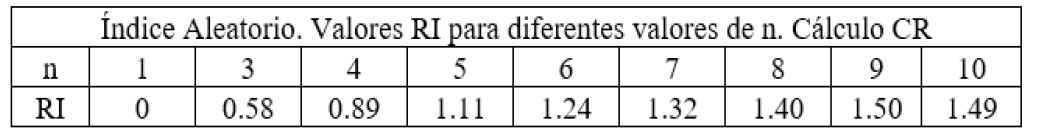 Índice Aleatorio. Valores RI para diferentes valores de n. Cálculo CR
n 1 3 4 5 6 7 8 9 10
RI 0 0.58 0.89 1.11 1.24 1.32 1.40 1.50 1.49